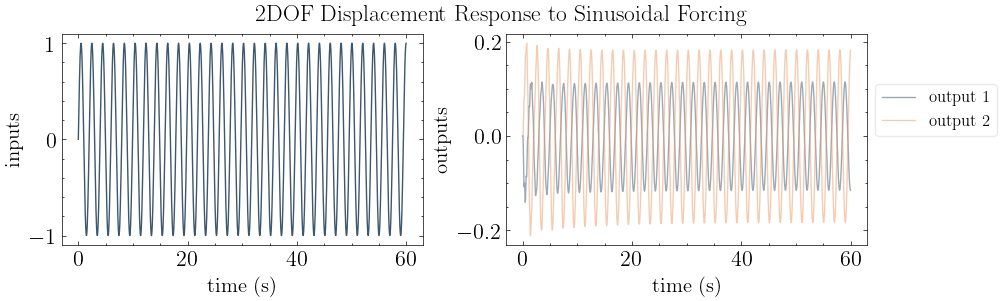 2DOF Displacement Response to Sinusoidal Forcing
inputs
1
0
−1
0 20 40 60
time (s)
outputs
0.2
0.0
−0.2
0 20 40 60
time (s)
output 1
output 2